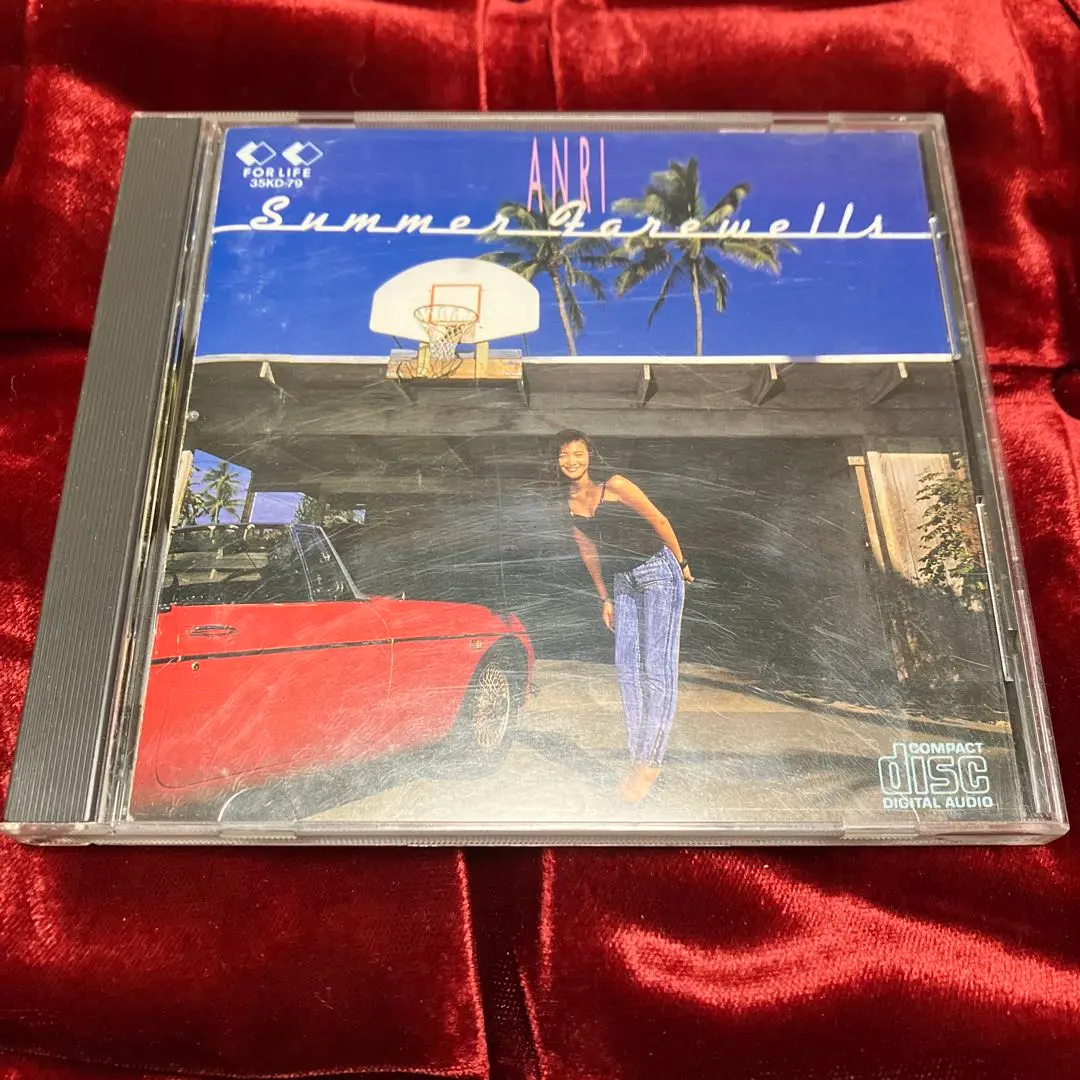 FOR LIFE
35KD-79
ANRI
Summer Farewells
COMPACT
disc
DIGITAL AUDIO